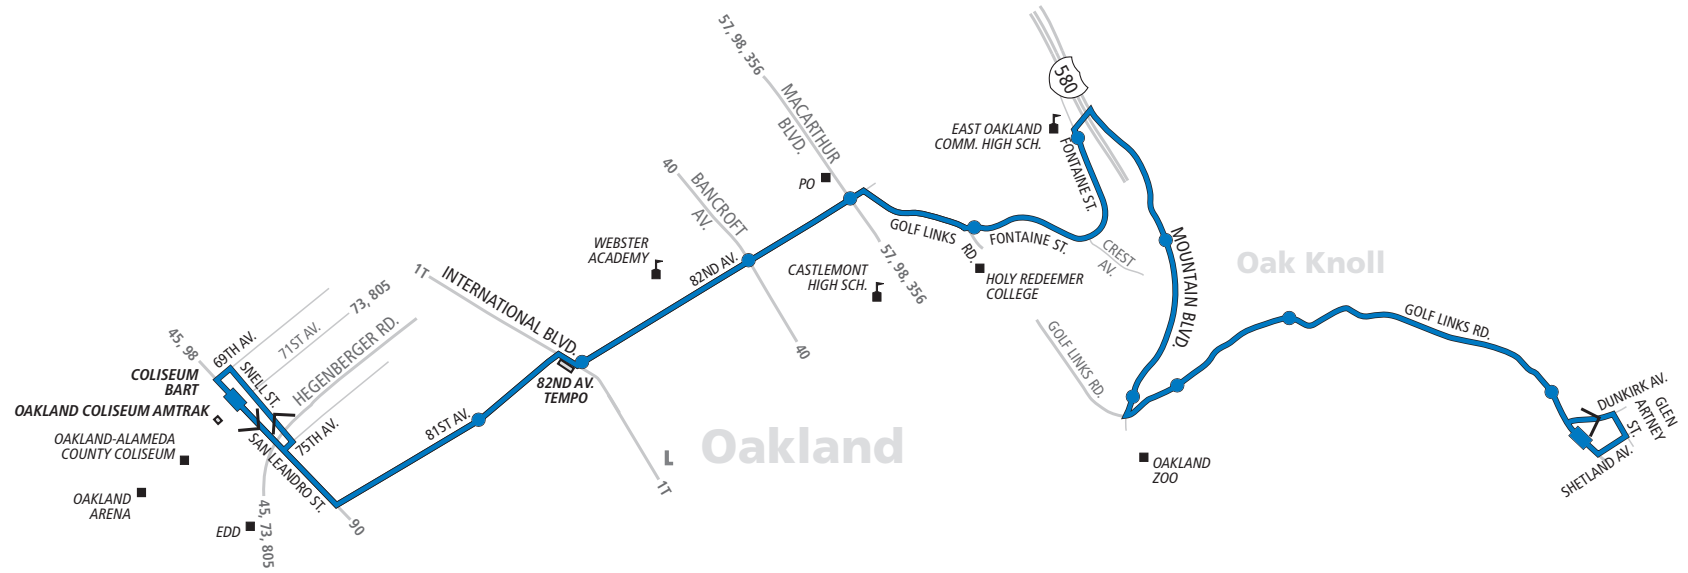 57, 98, 356
MACARTHUR
BLVD.
580
EAST OAKLAND
COMM. HIGH SCH.
FONTAINE ST.
PO
40
BANCROFT
AV.
WEBSTER
ACADEMY
82ND AV.
CASTLEMONT
HIGH SCH.
57, 98, 356
GOLF LINKS
RD.
FONTAINE ST.
CREST
AV.
HOLY REDEEMER
COLLEGE
MOUNTAIN BLVD.
Oak Knoll
1T
INTERNATIONAL BLVD.
73, 805
71ST AV.
HEGENBERGER RD.
45, 98
69TH AV.
SNELL ST.
40
GOLF LINKS RD.
GOLF LINKS RD.
COLISEUM
BART
OAKLAND COLISEUM AMTRAK
OAKLAND-ALAMEDA
COUNTY COLISEUM
OAKLAND
ARENA
EDD
SAN LEANDRO ST.
75TH AV.
45, 73, 805
90
81ST AV.
82ND AV.
TEMPO
Oakland
L
1T
OAKLAND
ZOO
DUNKIRK AV.
GLEN
ARTNEY
ST.
SHETLAND AV.